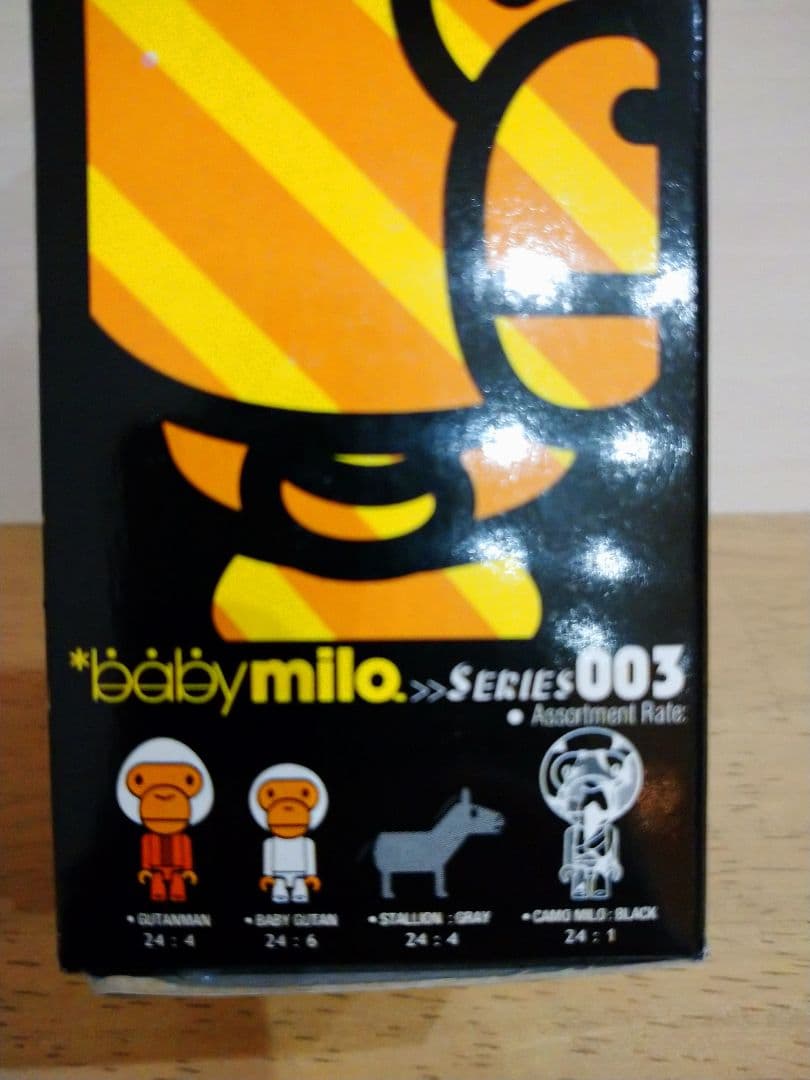 *babymilo. >>SERIES003
• Assortment Rate:
• GUTANMAN
24 : 4
• BABY GUTAN
24 : 6
• STALLION : GRAY
24 : 4
• CAMO MILO : BLACK
24 : 1